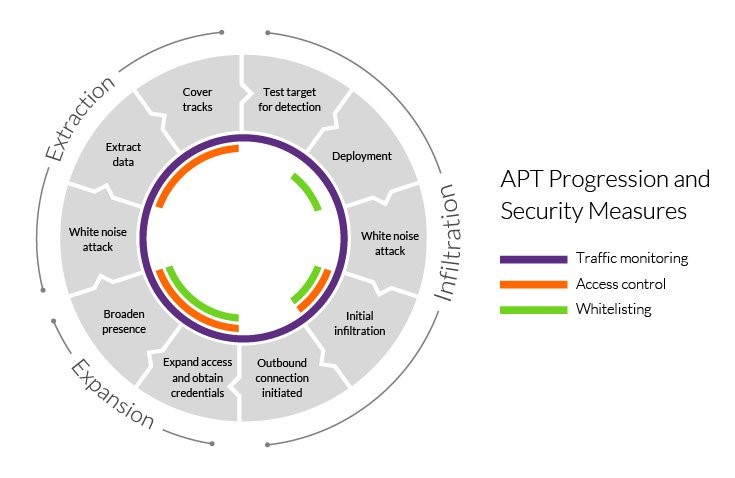 APT Progression and
Security Measures
Traffic monitoring
Access control
Whitelisting
Infiltration
Test target
for detection
Deployment
White noise
attack
Initial
infiltration
Outbound
connection
initiated
Expansion
Expand access
and obtain
credentials
Broaden
presence
Extraction
White noise
attack
Extract
data
Cover
tracks